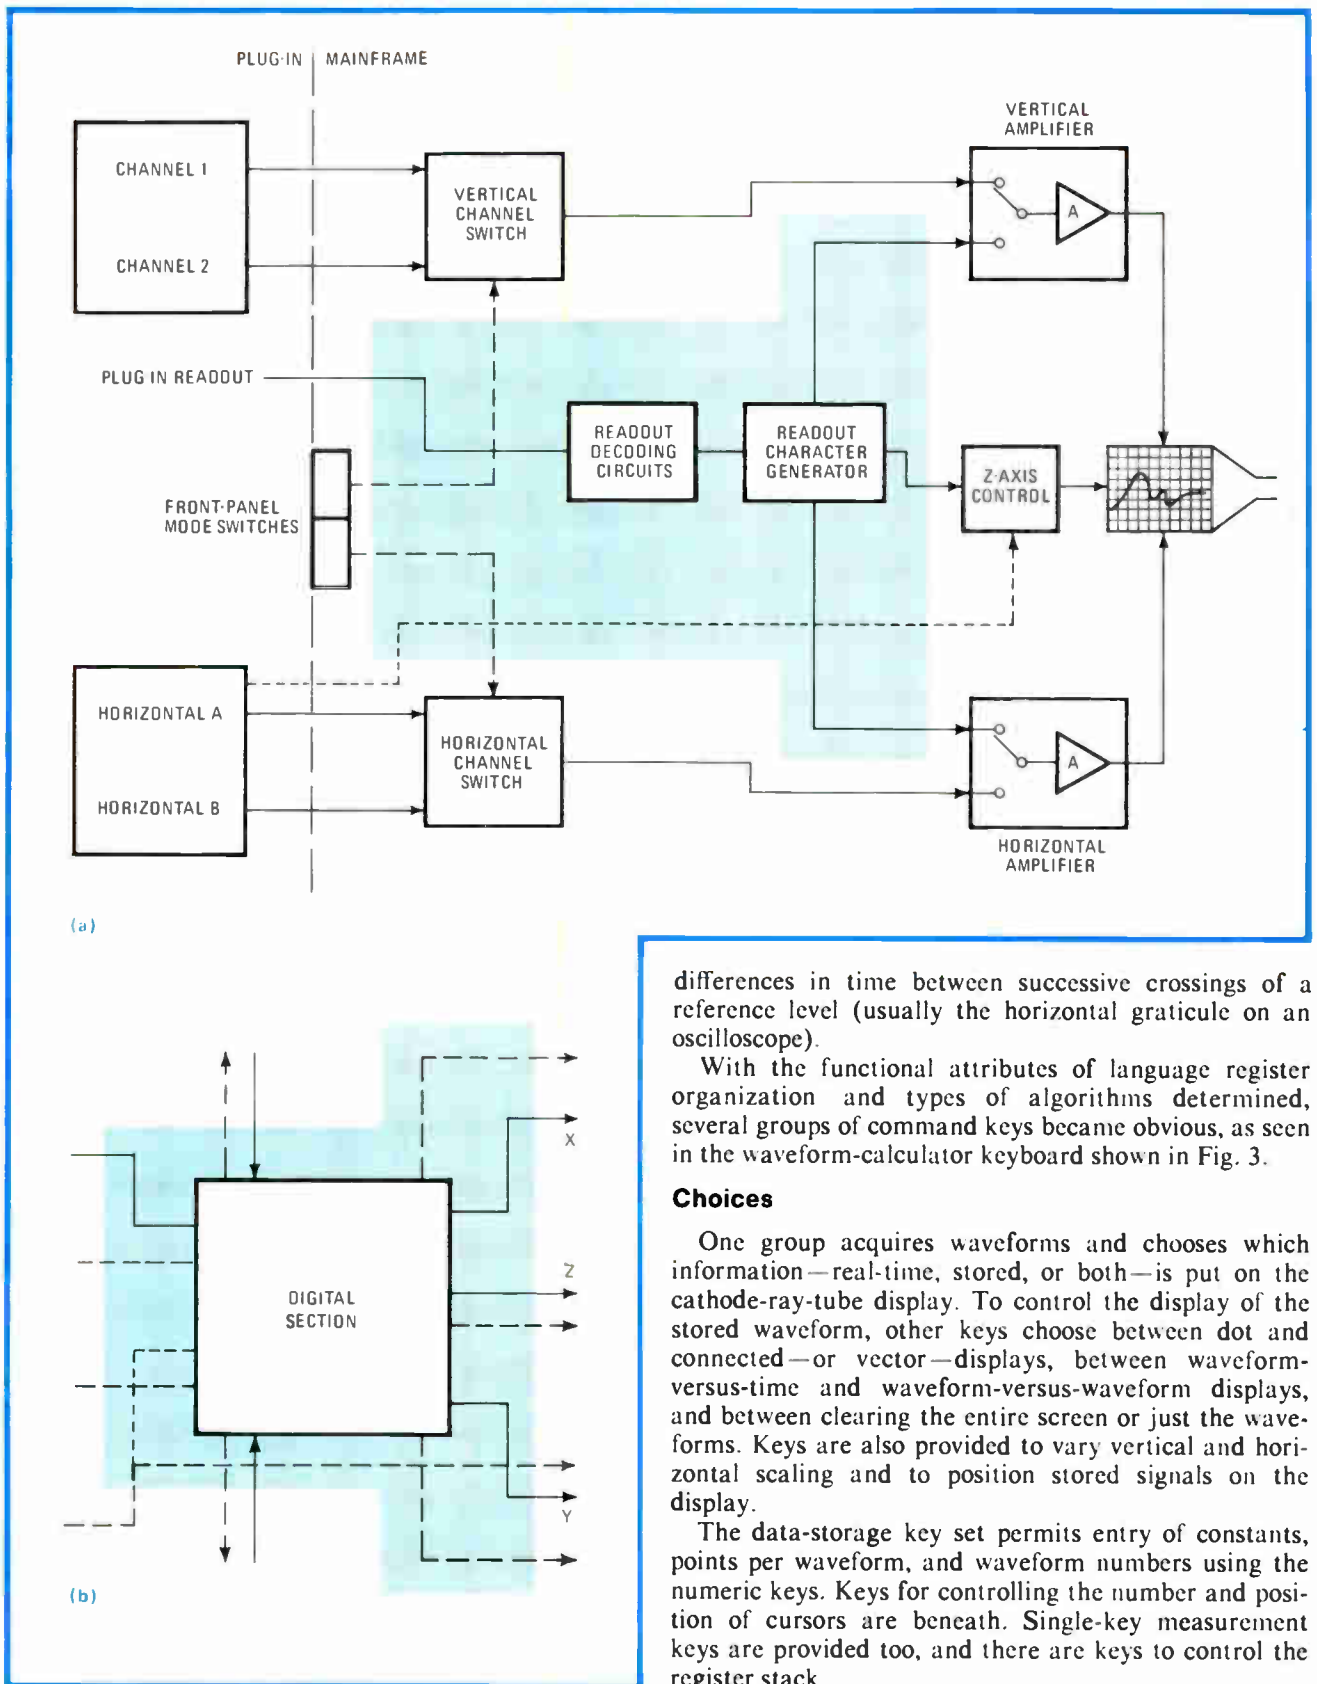 PLUG-IN
MAINFRAME
CHANNEL 1
CHANNEL 2
VERTICAL
CHANNEL
SWITCH
VERTICAL
AMPLIFIER
A
PLUG IN READOUT
READOUT
DECODING
CIRCUITS
READOUT
CHARACTER
GENERATOR
Z-AXIS
CONTROL
FRONT-PANEL
MODE SWITCHES
HORIZONTAL A
HORIZONTAL B
HORIZONTAL
CHANNEL
SWITCH
A
HORIZONTAL
AMPLIFIER
(a)
X
Z
DIGITAL
SECTION
Y
(b)
differences in time between successive crossings of a
reference level (usually the horizontal graticule on an
oscilloscope).
With the functional attributes of language register
organization and types of algorithms determined,
several groups of command keys became obvious, as seen
in the waveform-calculator keyboard shown in Fig. 3.
Choices
One group acquires waveforms and chooses which
information—real-time, stored, or both—is put on the
cathode-ray-tube display. To control the display of the
stored waveform, other keys choose between dot and
connected—or vector—displays, between waveform-
versus-time and waveform-versus-waveform displays,
and between clearing the entire screen or just the wave-
forms. Keys are also provided to vary vertical and hori-
zontal scaling and to position stored signals on the
display.
The data-storage key set permits entry of constants,
points per waveform, and waveform numbers using the
numeric keys. Keys for controlling the number and posi-
tion of cursors are beneath. Single-key measurement
keys are provided too, and there are keys to control the
register stack